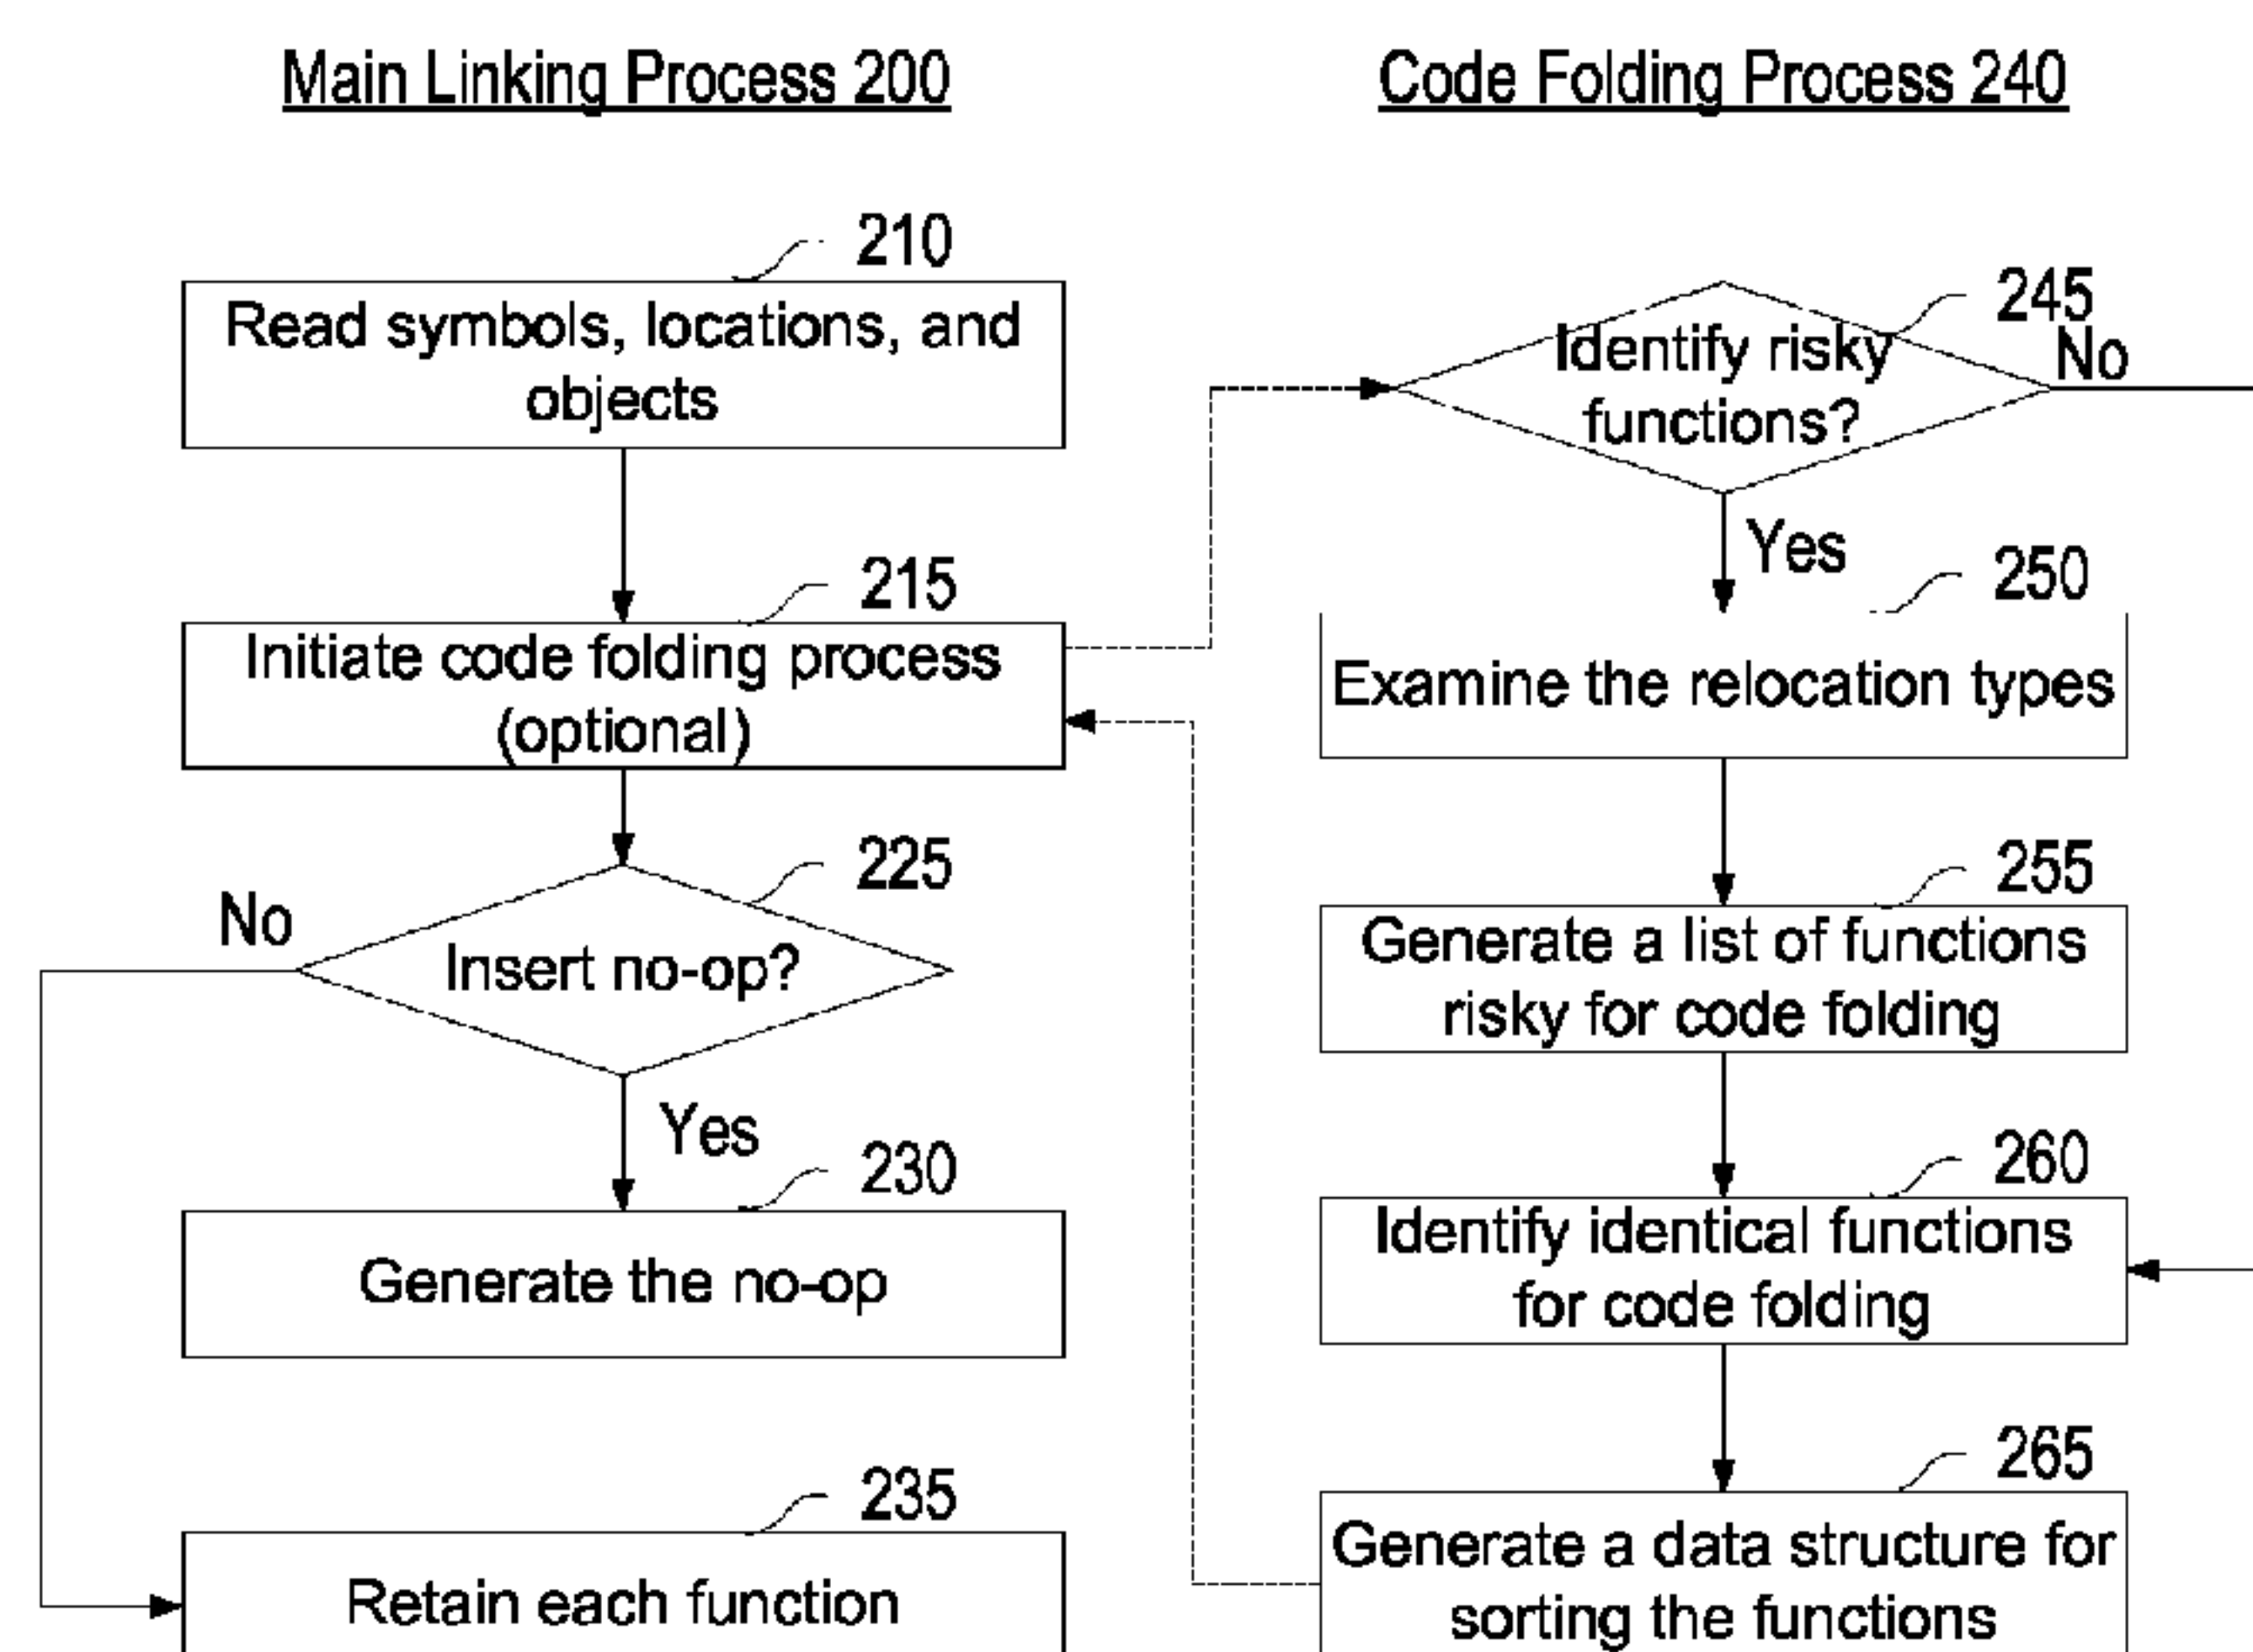 Main Linking Process 200
210
Read symbols, locations, and
objects
215
Initiate code folding process
(optional)
225
No
Insert no-op?
Yes
230
Generate the no-op
235
Retain each function
Code Folding Process 240
245
Identify risky
functions?
No
Yes
250
Examine the relocation types
255
Generate a list of functions
risky for code folding
260
Identify identical functions
for code folding
265
Generate a data structure for
sorting the functions